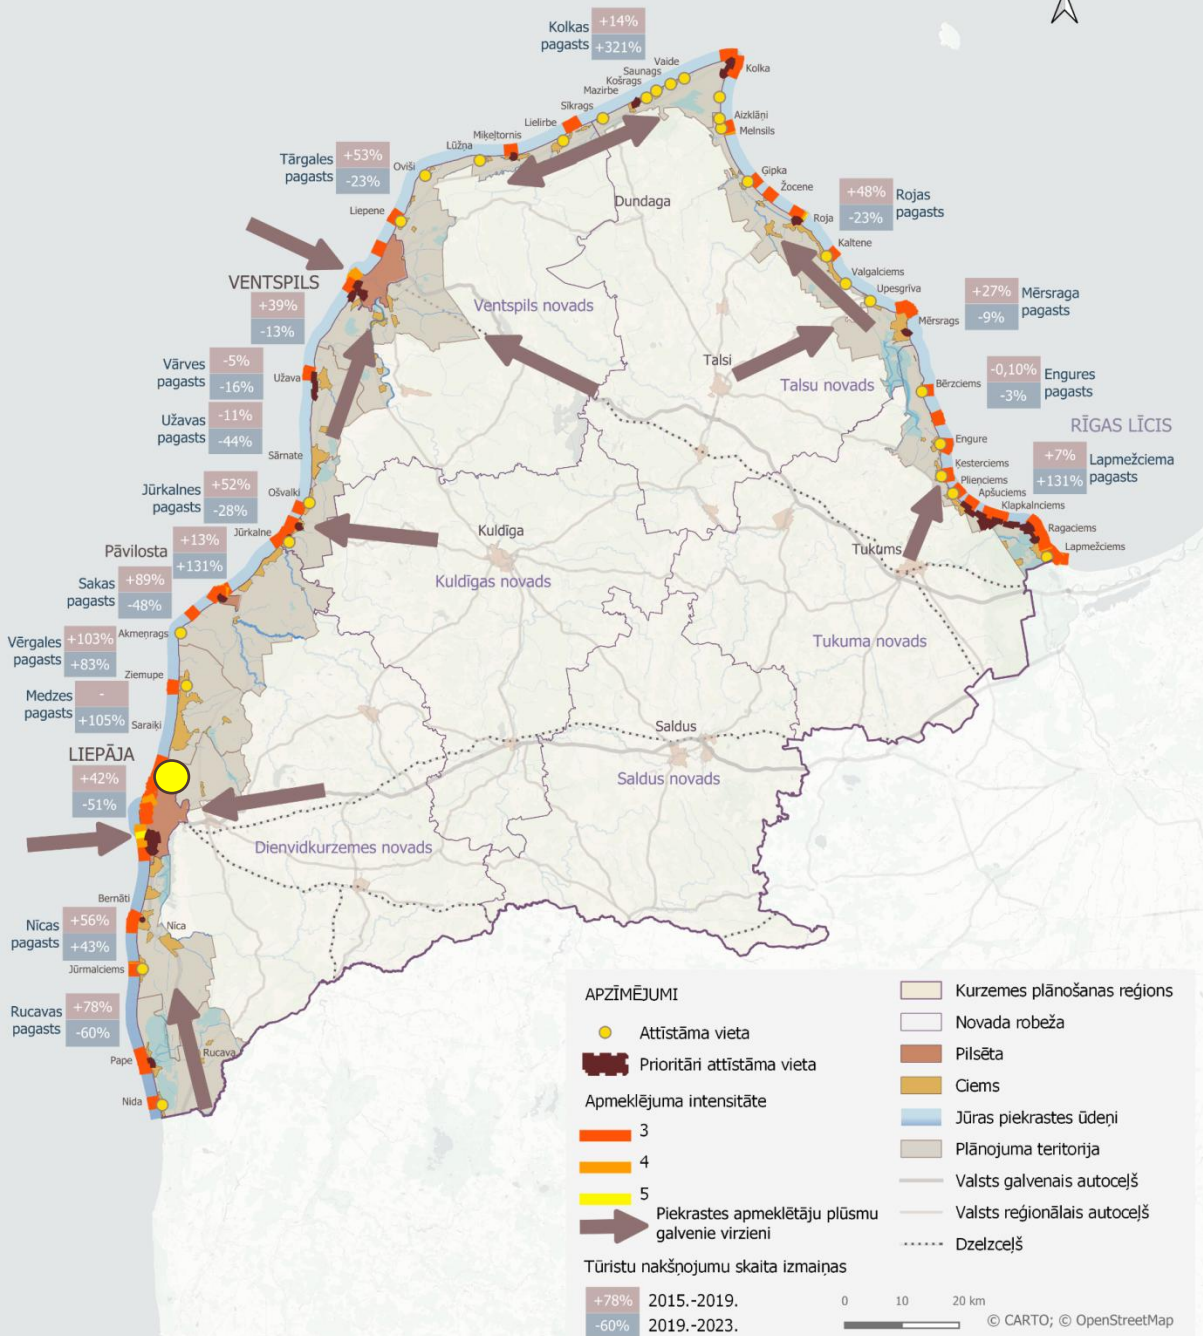 Kolkas
pagasts
+14%
+321%
Vaide
Saunags
Košrags
Mazirbe
Sīkrags
Lielirbe
Miķeļtornis
Lūžņa
Oviši
Liepene
Kolka
Aizklāņi
Melnsils
Gipka
Žocene
Roja
Kaltene
Valgalciems
Upesgrīva
Mērsrags
Bērzciems
Engure
Ķesterciems
Plieņciems
Apšuciems
Klapkalnciems
Ragaciems
Lapmežciems
Tārgales
pagasts
+53%
-23%
Rojas
pagasts
+48%
-23%
Dundaga
VENTSPILS
+39%
-13%
Ventspils novads
Mērsraga
pagasts
+27%
-9%
Värves
pagasts
-5%
-16%
Užava
Talsi
Talsu novads
Engures
pagasts
-0,10%
-3%
Užavas
pagasts
-11%
-44%
Sārnate
RĪGAS LĪCIS
Lapmežciema
pagasts
+7%
+131%
Jūrkalnes
pagasts
+52%
-28%
Ošvalki
Jūrkalne
Kuldīga
Kuldīgas novads
Tukums
Pāvilosta
+13%
+131%
Sakas
pagasts
+89%
-48%
Akmeņrags
Tukuma novads
Vērgales
pagasts
+103%
+83%
Ziemupe
Medzes
pagasts
-
+105%
Saraiķi
Saldus
Saldus novads
LIEPĀJA
+42%
-51%
Dienvidkurzemes novads
Bernāti
Nīcas
pagasts
+56%
+43%
Nīca
Jūrmalciems
Rucavas
pagasts
+78%
-60%
Rucava
Pape
Nida
APZĪMĒJUMI
Attīstāma vieta
Prioritāri attīstāma vieta
Apmeklējuma intensitāte
3
4
5
Piekrastes apmeklētāju plūsmu
galvenie virzieni
Tūristu nakšņojumu skaita izmaiņas
+78% 2015.-2019.
-60% 2019.-2023.
Kurzemes plānošanas reģions
Novada robeža
Pilsēta
Ciems
Jūras piekrastes ūdeņi
Plānojuma teritorija
Valsts galvenais autoceļš
Valsts reģionālais autoceļš
Dzelzceļš
0 10 20 km
© CARTO; © OpenStreetMap